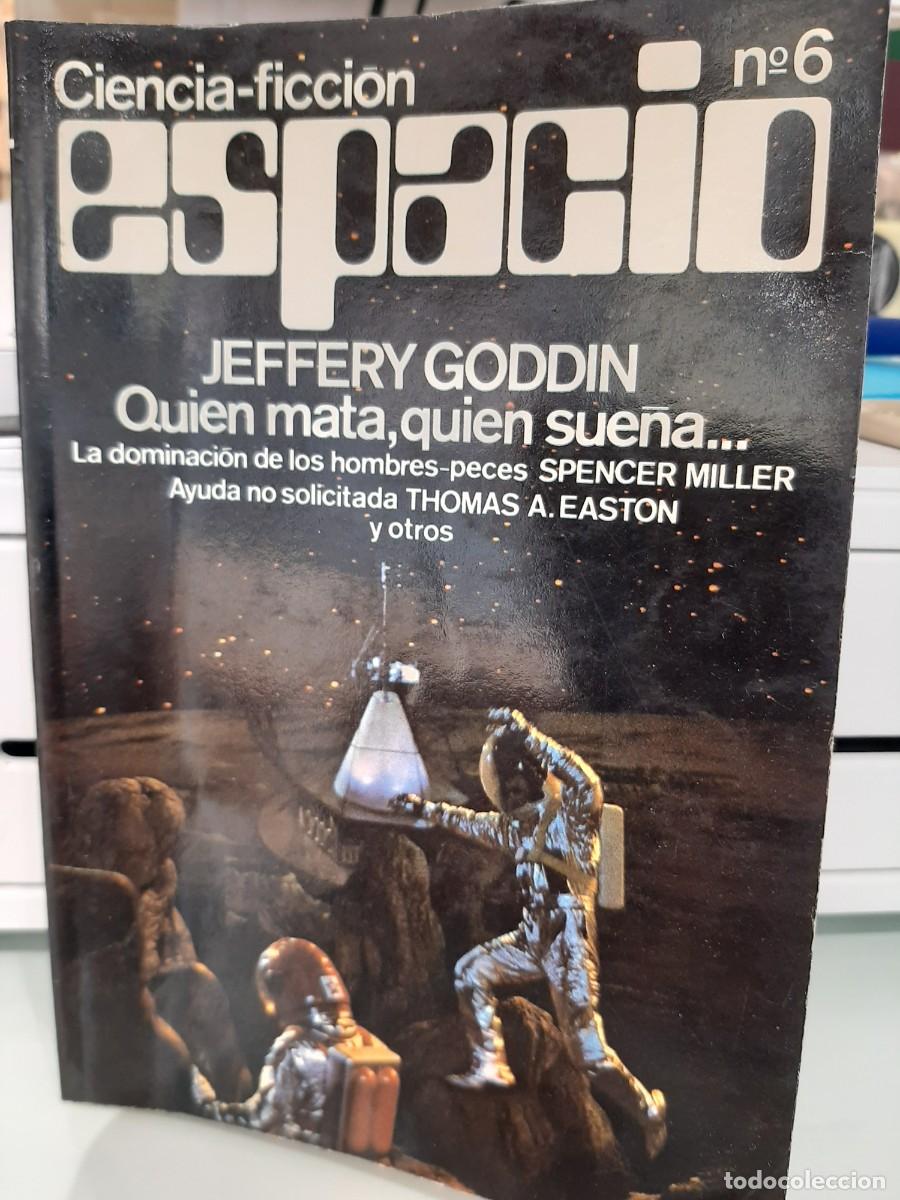 Ciencia-ficción
nº6
espacio
JEFFERY GODDIN
Quien mata, quien sueña...
La dominación de los hombres-peces SPENCER MILLER
Ayuda no solicitada THOMAS A. EASTON
y otros
todocoleccion